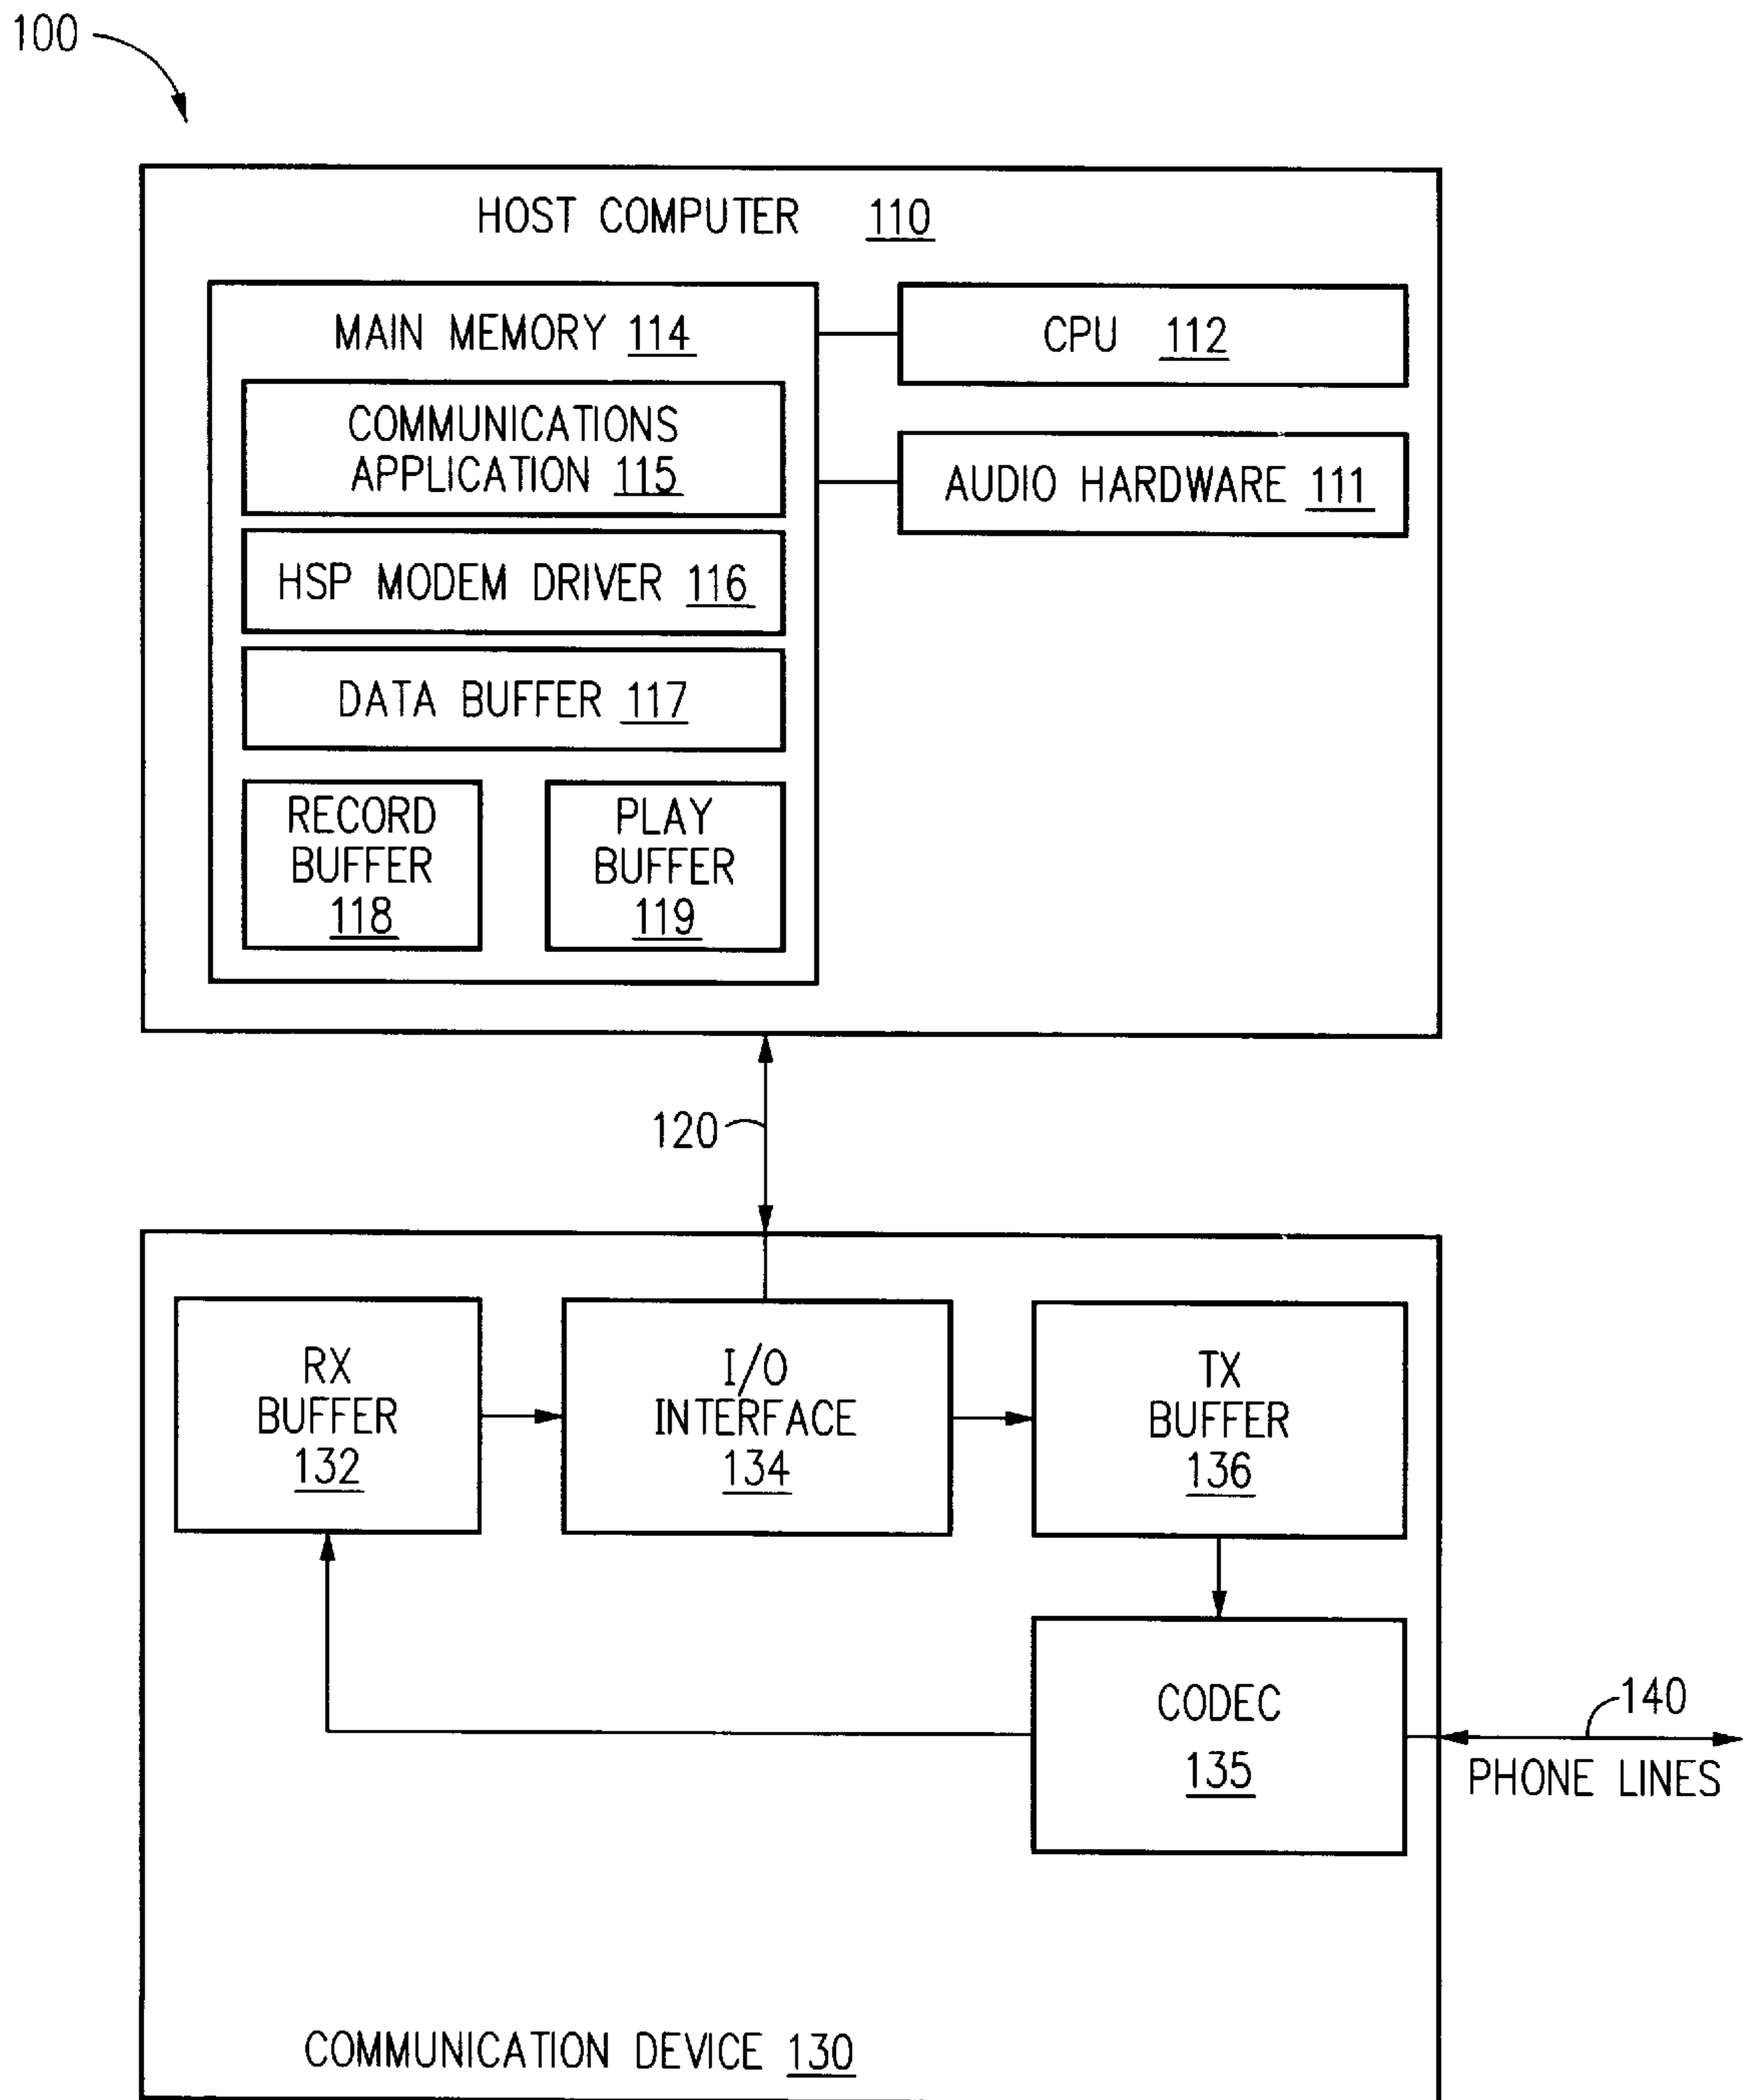 100
HOST COMPUTER 110
MAIN MEMORY 114
CPU 112
COMMUNICATIONS
APPLICATION 115
AUDIO HARDWARE 111
HSP MODEM DRIVER 116
DATA BUFFER 117
RECORD
BUFFER
118
PLAY
BUFFER
119
120
RX
BUFFER
132
I/O
INTERFACE
134
TX
BUFFER
136
CODEC
135
140
PHONE LINES
COMMUNICATION DEVICE 130